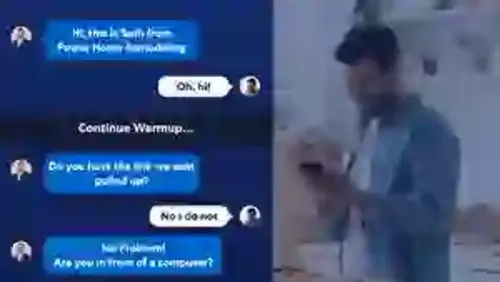 Hi, this is Seth from
Power Home Remodeling
Oh, hi!
Continue Warmup...
Do you have the link we sent
pulled up?
No I do not
No Problem!
Are you in front of a computer?